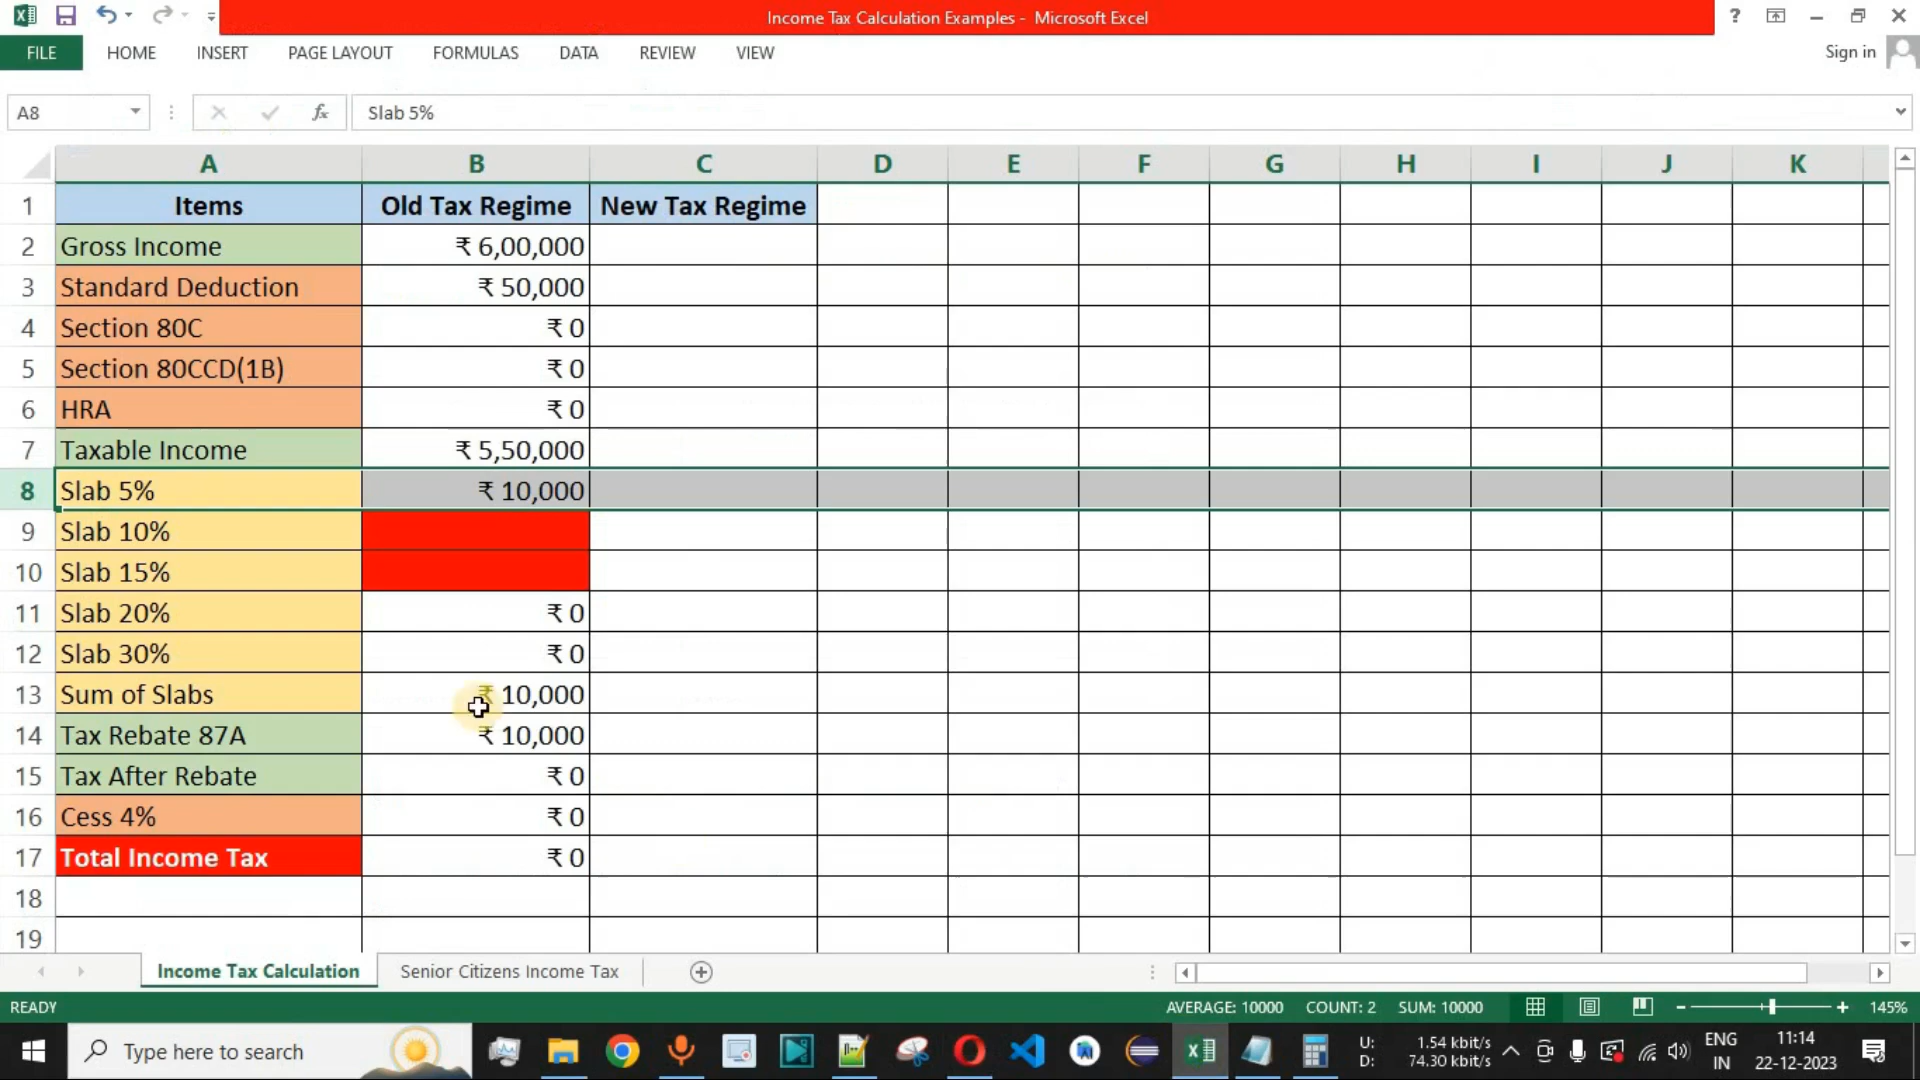 Income Tax Calculation Examples - Microsoft Excel
?
FILE HOME INSERT PAGE LAYOUT FORMULAS DATA REVIEW VIEW
Sign in
A8 fx Slab 5%
A B C D E F G H I J K
1 Items Old Tax Regime New Tax Regime
2 Gross Income ₹ 6,00,000
3 Standard Deduction ₹ 50,000
4 Section 80C ₹ 0
5 Section 80CCD(1B) ₹ 0
6 HRA ₹ 0
7 Taxable Income ₹ 5,50,000
8 Slab 5% ₹ 10,000
9 Slab 10%
10 Slab 15%
11 Slab 20% ₹ 0
12 Slab 30% ₹ 0
13 Sum of Slabs ₹ 10,000
14 Tax Rebate 87A ₹ 10,000
15 Tax After Rebate ₹ 0
16 Cess 4% ₹ 0
17 Total Income Tax ₹ 0
18
19
Income Tax Calculation Senior Citizens Income Tax
READY AVERAGE: 10000 COUNT: 2 SUM: 10000 145%
Type here to search
U: 1.54 kbit/s
D: 74.30 kbit/s
ENG
IN
11:14
22-12-2023